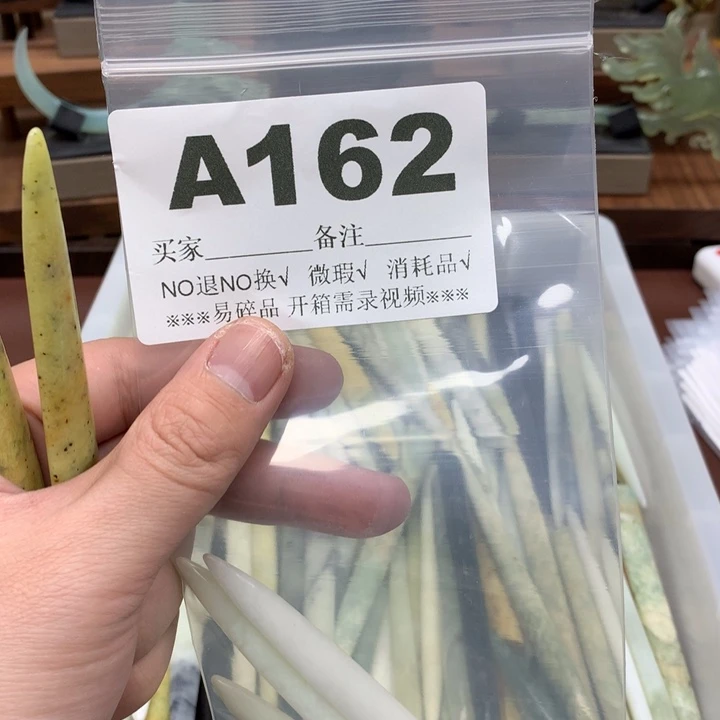 A162
买家________备注________
NO退NO换√ 微瑕√ 消耗品√
※※※易碎品 开箱需录视频※※※